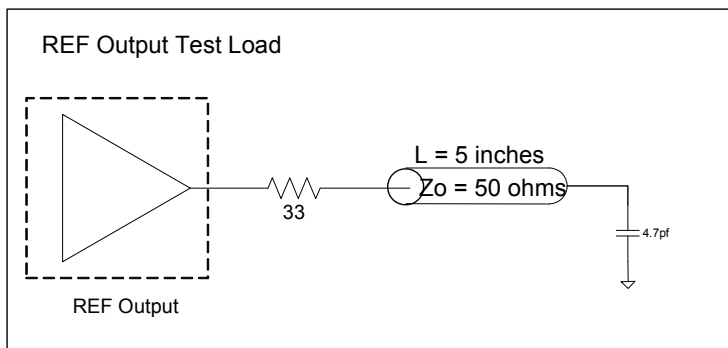 REF Output Test Load
L = 5 inches
Zo = 50 ohms
33
4.7pf
REF Output